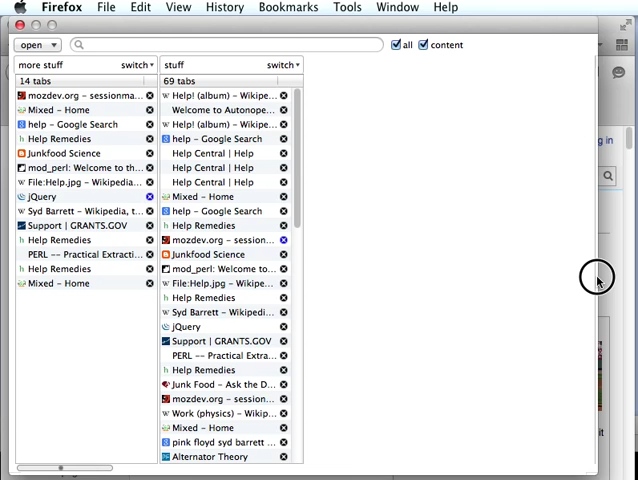 Firefox File Edit View History Bookmarks Tools Window Help
open all content
more stuff switch stuff switch
14 tabs 69 tabs
mozdev.org - sessionma...
Mixed - Home
help - Google Search
Help Remedies
Junkfood Science
mod_perl: Welcome to th...
File:Help.jpg - Wikipedia...
jQuery
Syd Barrett - Wikipedia, t...
Support | GRANTS.GOV
Help Remedies
PERL -- Practical Extracti...
Help Remedies
Mixed - Home
Help! (album) - Wikipe...
Welcome to Autonope...
Help! (album) - Wikipe...
help - Google Search
Help Central | Help
Help Central | Help
Help Central | Help
Mixed - Home
help - Google Search
Help Remedies
mozdev.org - session...
Junkfood Science
mod_perl: Welcome to...
File:Help.jpg - Wikipe...
Help Remedies
Syd Barrett - Wikipedi...
jQuery
Support | GRANTS.GOV
PERL -- Practical Extra...
Help Remedies
Junk Food - Ask the D...
mozdev.org - session...
Work (physics) - Wikip...
Mixed - Home
pink floyd syd barrett ...
Alternator Theory
g in
it